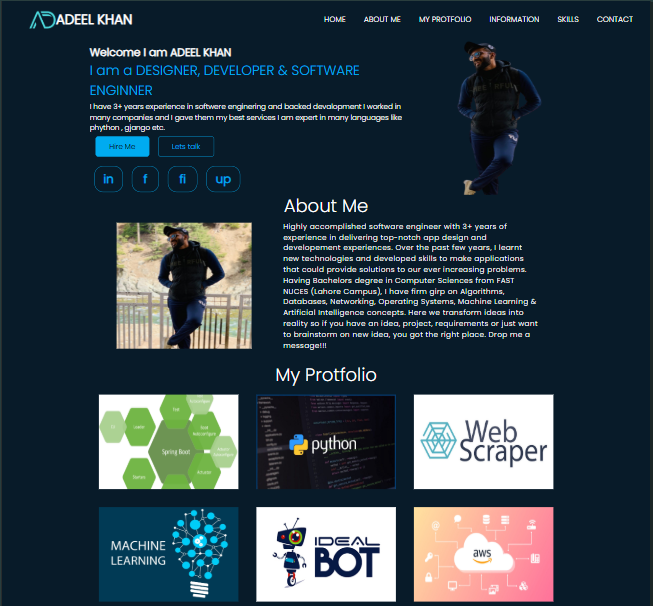 ADEEL KHAN
HOME ABOUT ME MY PROTFOLIO INFORMATION SKILLS CONTACT
Welcome I am ADEEL KHAN
I am a DESIGNER, DEVELOPER & SOFTWARE
ENGINNER
I have 3+ years experience in softwere enginering and backed devalopment I worked in
many companies and I gave them my best services I am expert in many languages like
phython , gjango etc.
Hire Me Lets talk
in f fi up
About Me
Highly accomplished software engineer with 3+ years of
experience in delivering top-notch app design and
developement experiences. Over the past few years, I learnt
new technologies and developed skills to make applications
that could provide solutions to our ever increasing problems.
Having Bachelors degree in Computer Sciences from FAST
NUCES (Lahore Campus), I have firm girp on Algorithms,
Databases, Networking, Operating Systems, Machine Learning &
Artificial Intelligence concepts. Here we transform ideas into
reality so if you have an idea, project, requirements or just want
to brainstorm on new idea, you got the right place. Drop me a
message!!!
My Protfolio
Spring Boot
python
Web
Scraper
MACHINE
LEARNING
IDEAL
BOT
aws